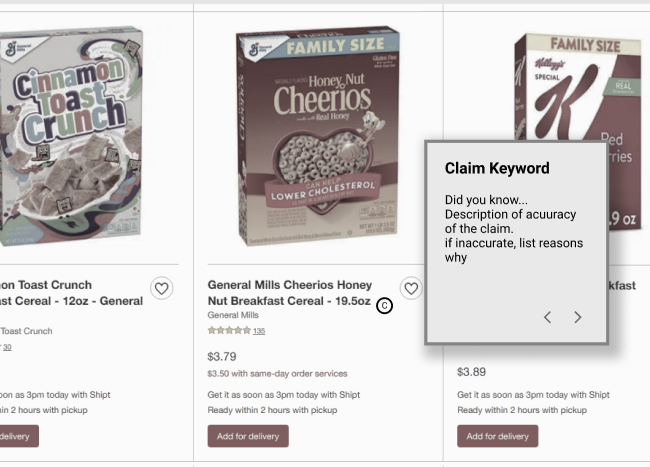 Cinnamon
Toast
Crunch
on Toast Crunch
st Cereal - 12oz - General
Toast Crunch
30
oon as 3pm today with Shipt
hin 2 hours with pickup
delivery
General
Mills
FAMILY SIZE
Gluten Free
Honey Nut
Cheerios
made with Real Honey
CAN HELP
LOWER CHOLESTEROL
General Mills Cheerios Honey
Nut Breakfast Cereal - 19.5oz
C
General Mills
135
$3.79
$3.50 with same-day order services
Get it as soon as 3pm today with Shipt
Ready within 2 hours with pickup
Add for delivery
FAMILY SIZE
Kellogg's
SPECIAL
K
REAL
Red
rries
.9 oz
Claim Keyword
Did you know...
Description of acuuracy
of the claim.
if inaccurate, list reasons
why
kfast
$3.89
Get it as soon as 3pm today with Shipt
Ready within 2 hours with pickup
Add for delivery